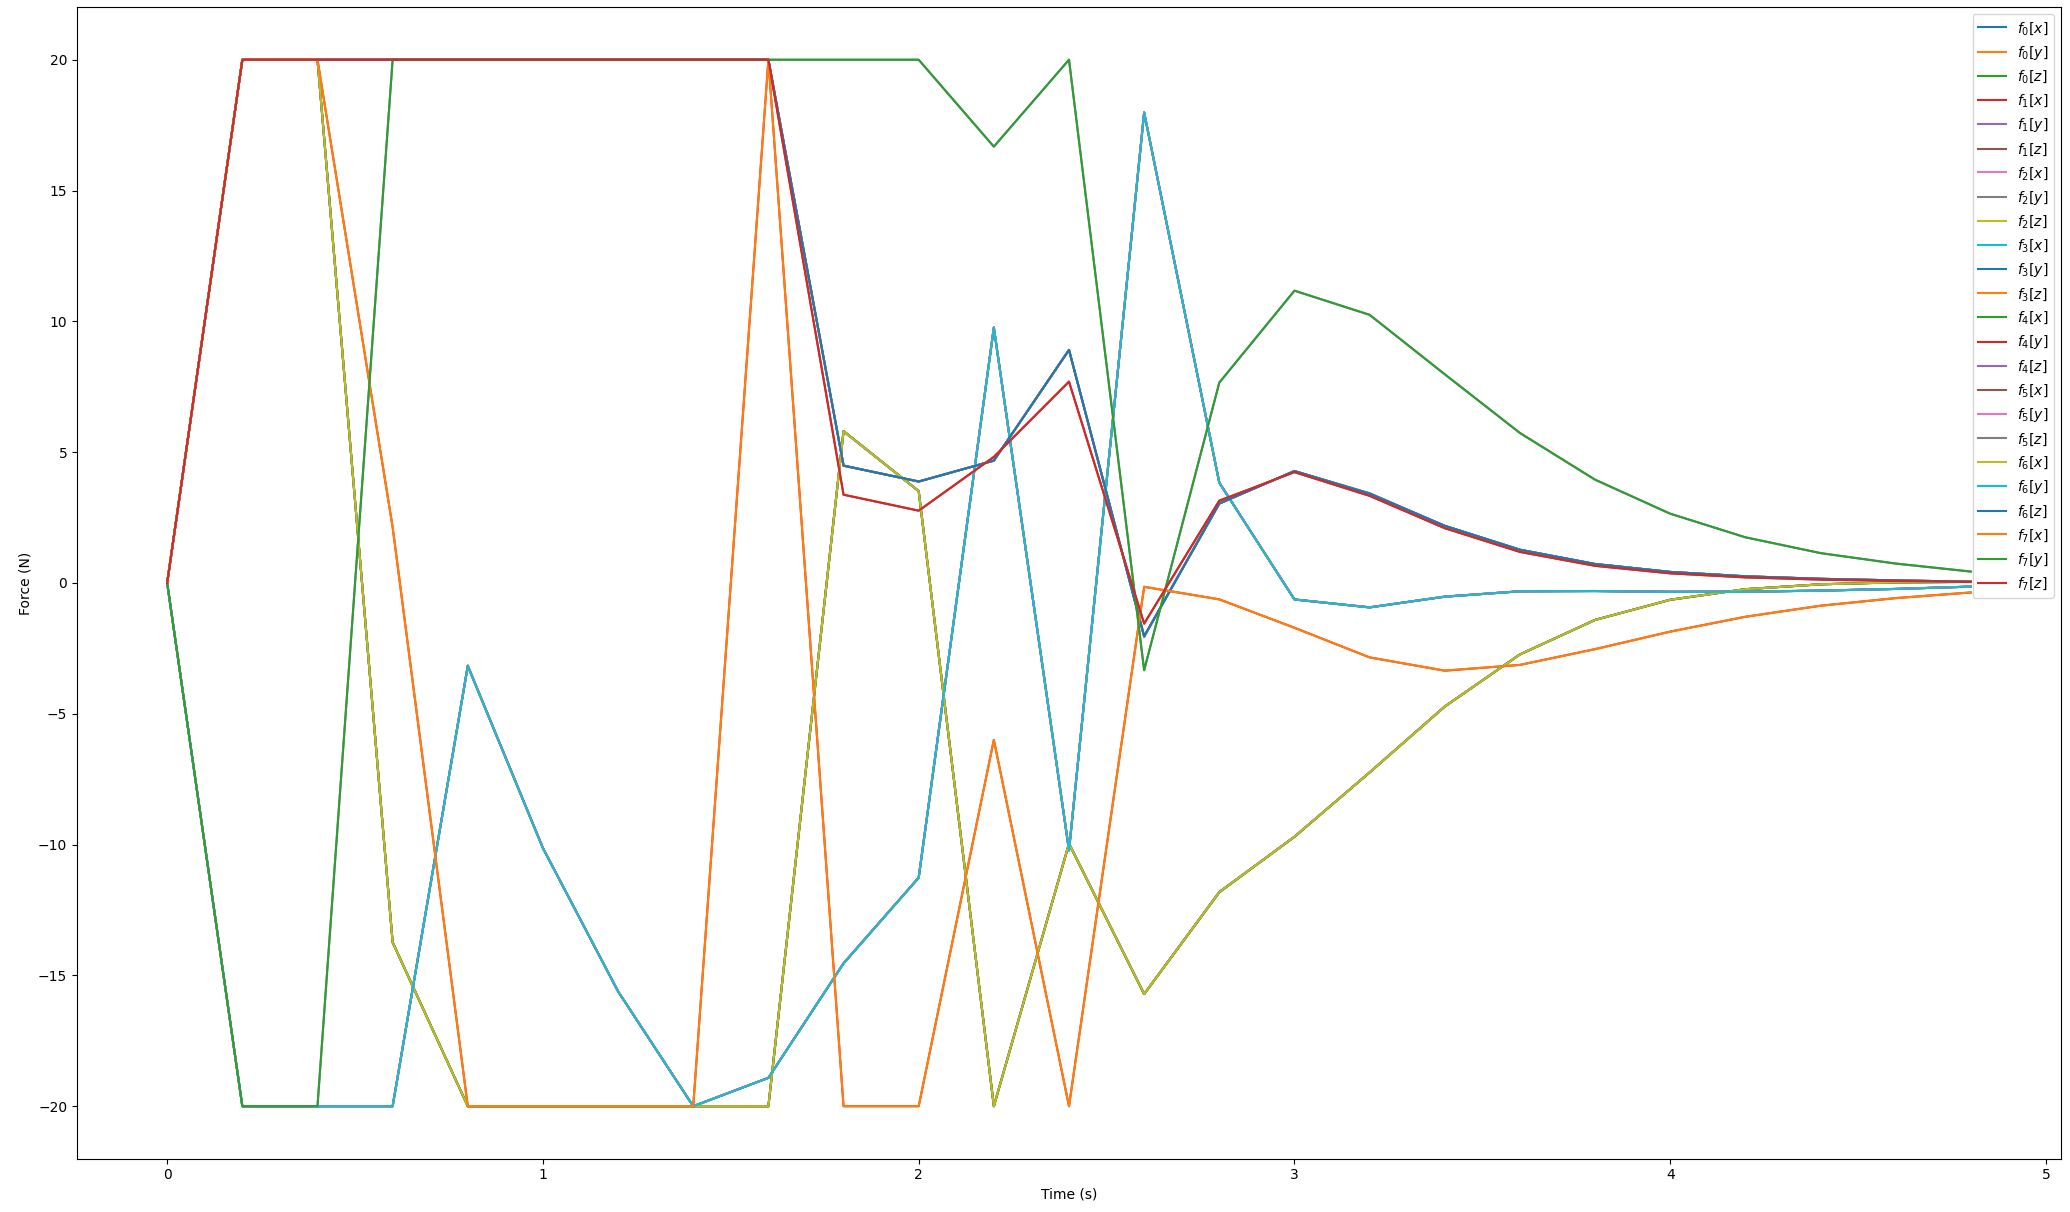 f0[x]
f0[y]
f0[z]
f1[x]
f1[y]
f1[z]
f2[x]
f2[y]
f2[z]
f3[x]
f3[y]
f3[z]
f4[x]
f4[y]
f4[z]
f5[x]
f5[y]
f5[z]
f6[x]
f6[y]
f6[z]
f7[x]
f7[y]
f7[z]
20
15
10
5
0
−5
−10
−15
−20
Force (N)
0 1 2 3 4 5
Time (s)